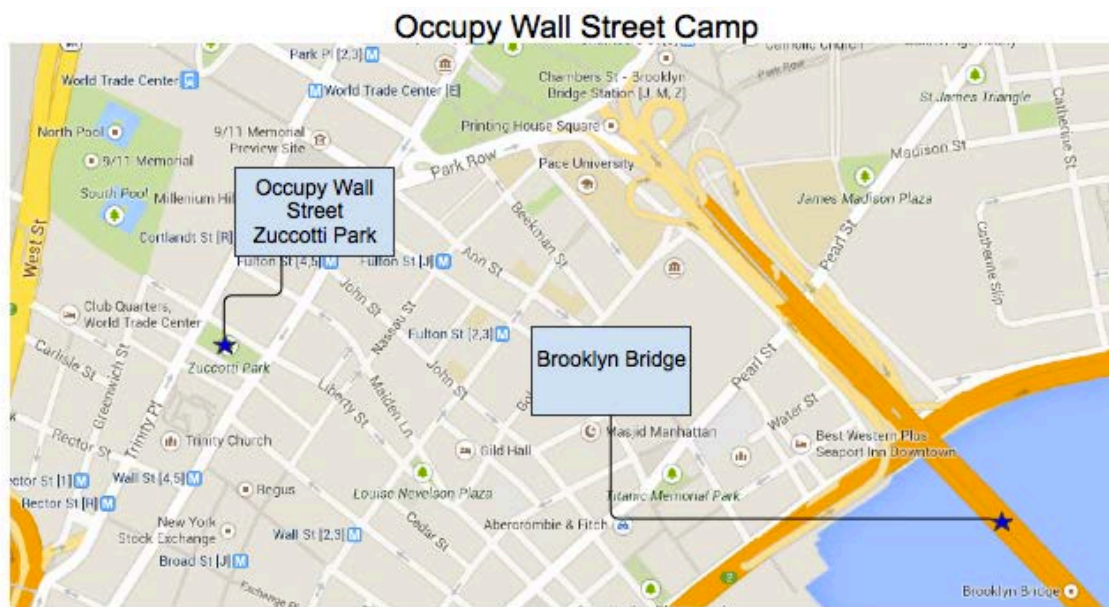 Occupy Wall Street Camp
Park Pl [2,3]
World Trade Center
World Trade Center [E]
Chambers St - Brooklyn
Bridge Station [J, M, Z]
Catholic Church
Park Row
St James Triangle
Catherine St
North Pool
9/11 Memorial
Preview Site
Printing House Square
Madison St
9/11 Memorial
Park Row
Pace University
South Pool
Millenium
James Madison Plaza
Occupy Wall
Street
Zuccotti Park
Cortlandt St [R]
Beekman St
Pearl St
Catherine Slip
West St
Fulton St [4,5]
Fulton St [J]
Ann St
Club Quarters,
World Trade Center
John St
Nassau St
Fulton St [2,3]
Brooklyn Bridge
Pearl St
Carlisle St
Greenwich St
Zuccotti Park
Trinity Pl
Liberty St
Maiden Ln
John St
Water St
Rector St
Trinity Church
Gild Hall
Masjid Manhattan
Best Western Plus
Seaport Inn Downtown
Rector St [R]
Wall St [4,5]
Regus
Louise Nevelson Plaza
Titanic Memorial Park
New York
Stock Exchange
Wall St [2,3]
Cedar St
Abercrombie & Fitch
Broad St [J]
Exchange Pl
Brooklyn Bridge